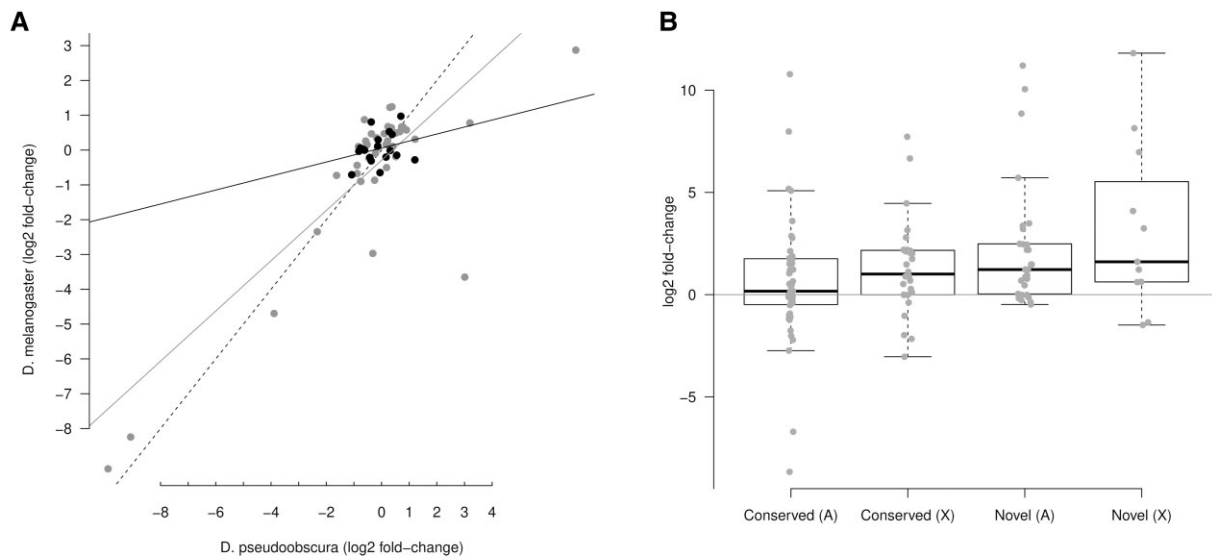 A
3
2
1
0
−1
−2
−3
−4
−5
−6
−7
−8
D. melanogaster (log2 fold−change)
−8 −6 −4 −2 0 1 2 3 4
D. pseudoobscura (log2 fold−change)
B
10
5
0
−5
log2 fold−change
Conserved (A) Conserved (X) Novel (A) Novel (X)